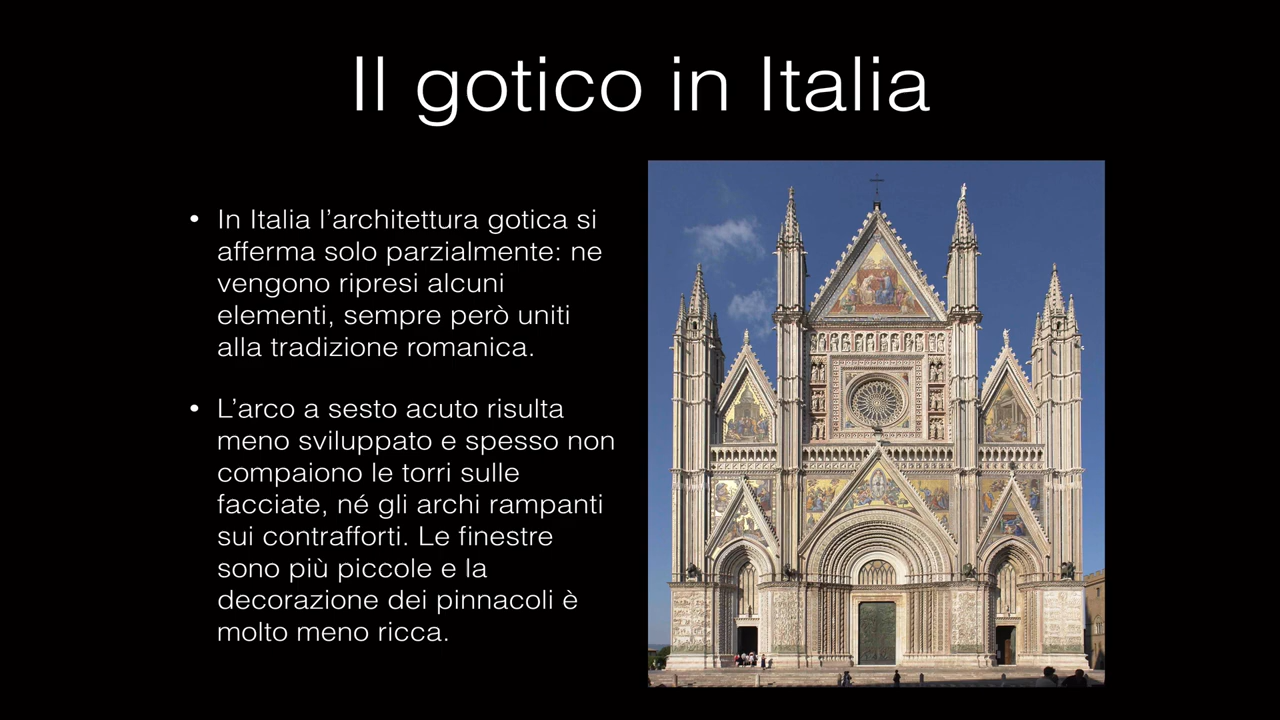 Il gotico in Italia
• In Italia l’architettura gotica si
afferma solo parzialmente: ne
vengono ripresi alcuni
elementi, sempre però uniti
alla tradizione romanica.
• L’arco a sesto acuto risulta
meno sviluppato e spesso non
compaiono le torri sulle
facciate, né gli archi rampanti
sui contrafforti. Le finestre
sono più piccole e la
decorazione dei pinnacoli è
molto meno ricca.